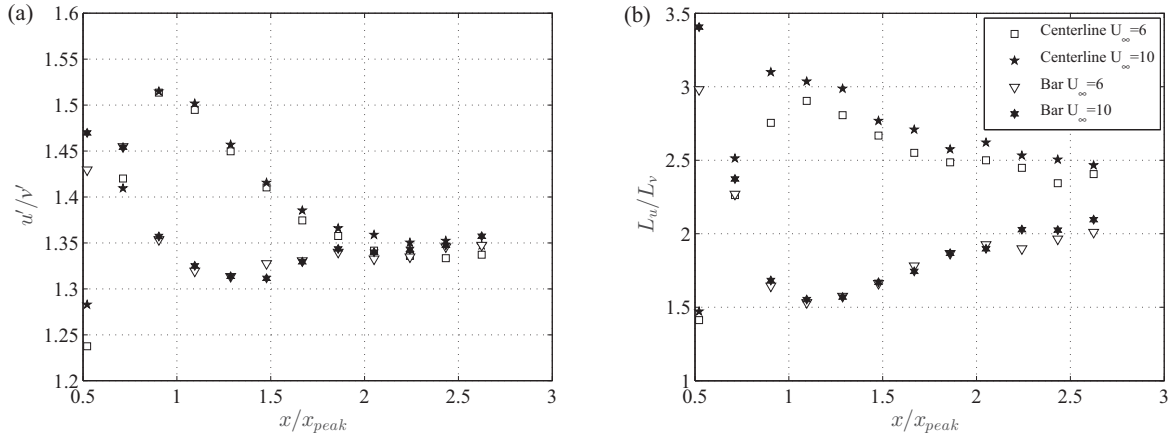 (a)
1.6
1.55
1.5
1.45
1.4
1.35
1.3
1.25
1.2
u'/v'
0.5 1 1.5 2 2.5 3
x/x_peak
(b)
3.5
3
2.5
2
1.5
1
L_u/L_v
0.5 1 1.5 2 2.5 3
x/x_peak
Centerline U_∞=6
Centerline U_∞=10
Bar U_∞=6
Bar U_∞=10